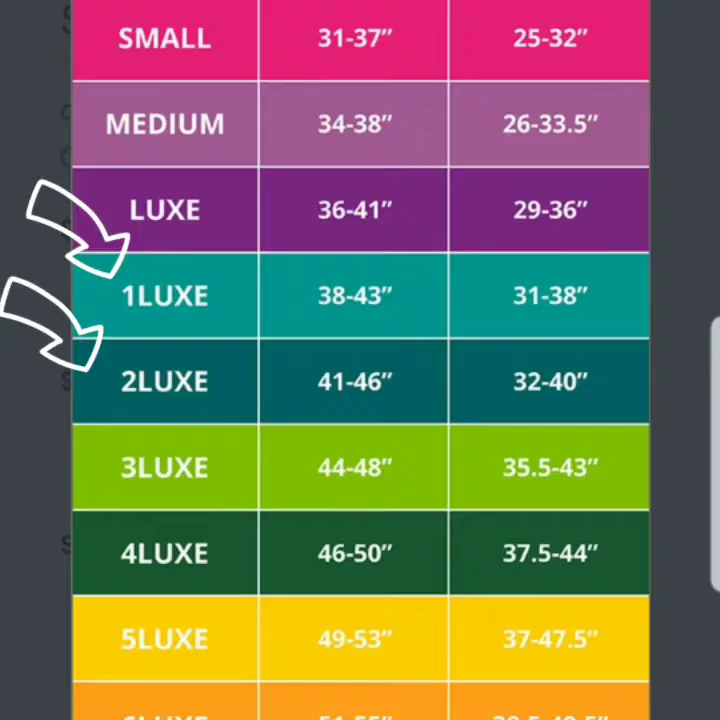 SMALL 31-37” 25-32”
MEDIUM 34-38” 26-33.5”
LUXE 36-41” 29-36”
1LUXE 38-43” 31-38”
2LUXE 41-46” 32-40”
3LUXE 44-48” 35.5-43”
4LUXE 46-50” 37.5-44”
5LUXE 49-53” 37-47.5”